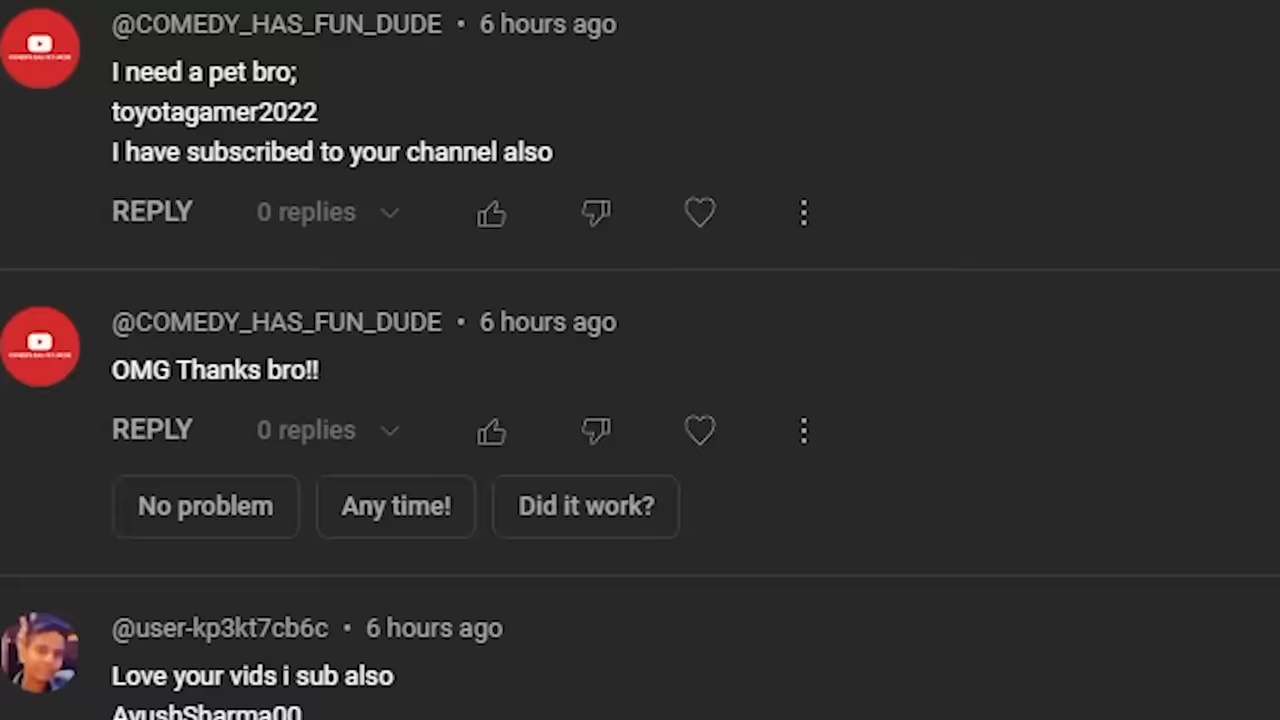 @COMEDY_HAS_FUN_DUDE • 6 hours ago
I need a pet bro;
toyotagamer2022
I have subscribed to your channel also
REPLY 0 replies
@COMEDY_HAS_FUN_DUDE • 6 hours ago
OMG Thanks bro!!
REPLY 0 replies
No problem Any time! Did it work?
@user-kp3kt7cb6c • 6 hours ago
Love your vids i sub also
AyushSharma00